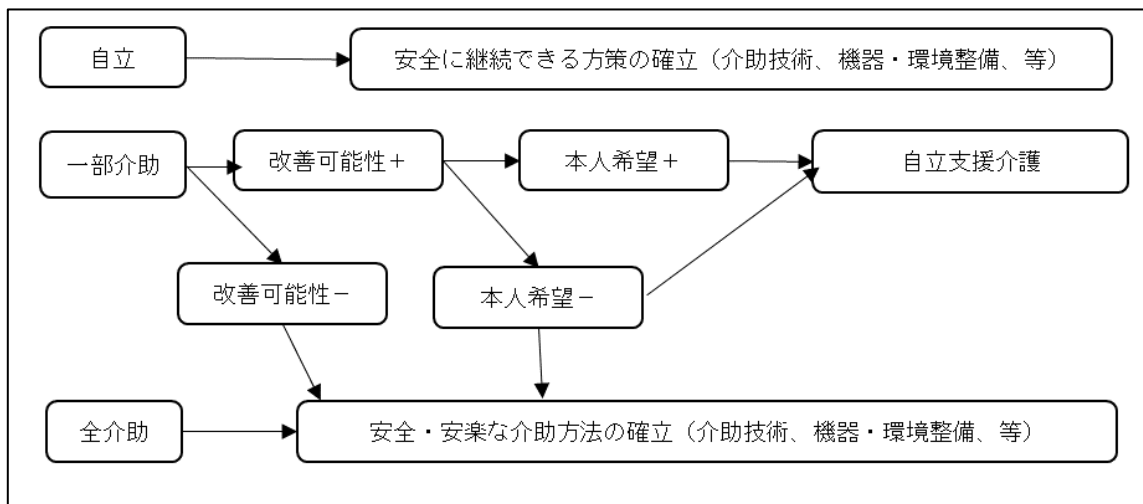 自立
安全に継続できる方策の確立（介助技術、機器・環境整備、等）
一部介助
改善可能性＋
本人希望＋
自立支援介護
改善可能性－
本人希望－
全介助
安全・安楽な介助方法の確立（介助技術、機器・環境整備、等）